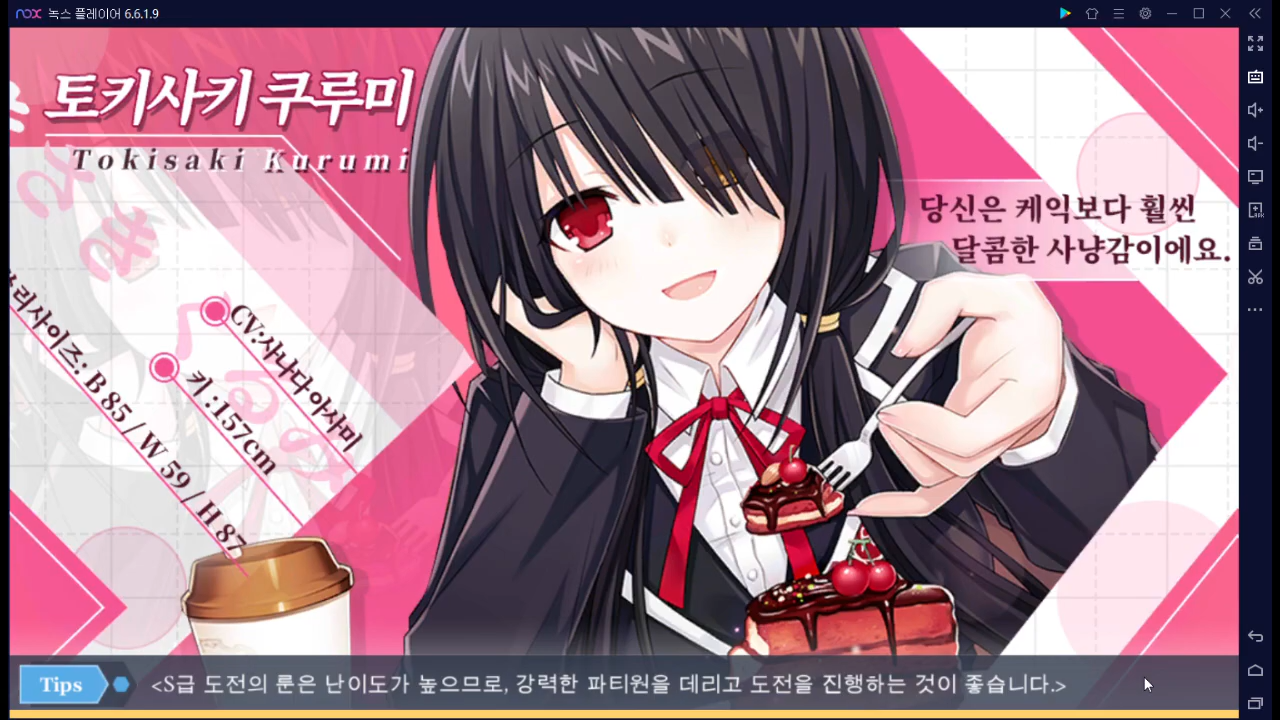 nox 녹스 플레이어 6.6.1.9
토키사키 쿠루미
Tokisaki Kurumi
당신은 케익보다 훨씬
달콤한 사냥감이에요.
CV:사나다 아사미
키 :157cm
쓰리사이즈: B 85 / W 59 / H 87
Tips
<S급 도전의 룬은 난이도가 높으므로, 강력한 파티원을 데리고 도전을 진행하는 것이 좋습니다.>